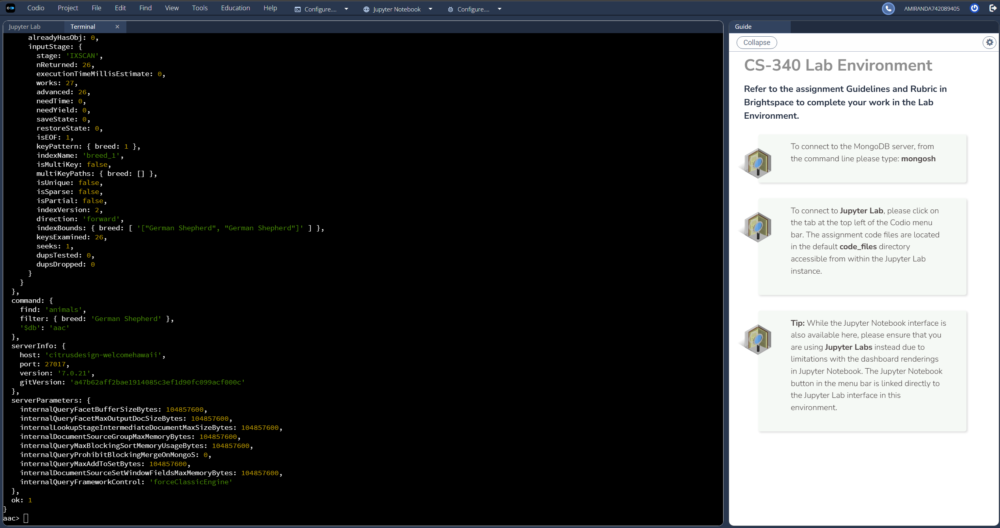 Codio Project File Edit Find View Tools Education Help Configure.... Jupyter Notebook Configure.... AMIRANDA742089405
Jupyter Lab Terminal ×
      alreadyHasObj: 0,
      inputStage: {
        stage: 'IXSCAN',
        nReturned: 26,
        executionTimeMillisEstimate: 0,
        works: 27,
        advanced: 26,
        needTime: 0,
        needYield: 0,
        saveState: 0,
        restoreState: 0,
        isEOF: 1,
        keyPattern: { breed: 1 },
        indexName: 'breed_1',
        isMultiKey: false,
        multiKeyPaths: { breed: [] },
        isUnique: false,
        isSparse: false,
        isPartial: false,
        indexVersion: 2,
        direction: 'forward',
        indexBounds: { breed: [ '["German Shepherd", "German Shepherd"]' ] },
        keysExamined: 26,
        seeks: 1,
        dupsTested: 0,
        dupsDropped: 0
      }
    }
  },
  command: {
    find: 'animals',
    filter: { breed: 'German Shepherd' },
    '$db': 'aac'
  },
  serverInfo: {
    host: 'citrusdesign-welcomehawaii',
    port: 27017,
    version: '7.0.21',
    gitVersion: 'a47b62aff2bae1914085c3ef1d90fc099acf000c'
  },
  serverParameters: {
    internalQueryFacetBufferSizeBytes: 104857600,
    internalQueryFacetMaxOutputDocSizeBytes: 104857600,
    internalLookupStageIntermediateDocumentMaxSizeBytes: 104857600,
    internalDocumentSourceGroupMaxMemoryBytes: 104857600,
    internalQueryMaxBlockingSortMemoryUsageBytes: 104857600,
    internalQueryProhibitBlockingMergeOnMongoS: 0,
    internalQueryMaxAddToSetBytes: 104857600,
    internalDocumentSourceSetWindowFieldsMaxMemoryBytes: 104857600,
    internalQueryFrameworkControl: 'forceClassicEngine'
  },
  ok: 1
}
aac>
Guide
Collapse
CS-340 Lab Environment
Refer to the assignment Guidelines and Rubric in
Brightspace to complete your work in the Lab
Environment.
To connect to the MongoDB server, from
the command line please type: mongosh
To connect to Jupyter Lab, please click on
the tab at the top left of the Codio menu
bar. The assignment code files are located
in the default code_files directory
accessible from within the Jupyter Lab
instance.
Tip: While the Jupyter Notebook interface is
also available here, please ensure that you
are using Jupyter Labs instead due to
limitations with the dashboard renderings
in Jupyter Notebook. The Jupyter Notebook
button in the menu bar is linked directly to
the Jupyter Lab interface in this
environment.